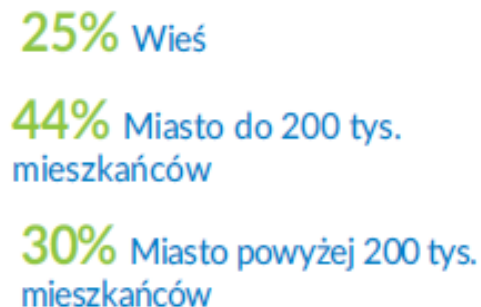 25% Wieś
44% Miasto do 200 tys.
mieszkańców
30% Miasto powyżej 200 tys.
mieszkańców